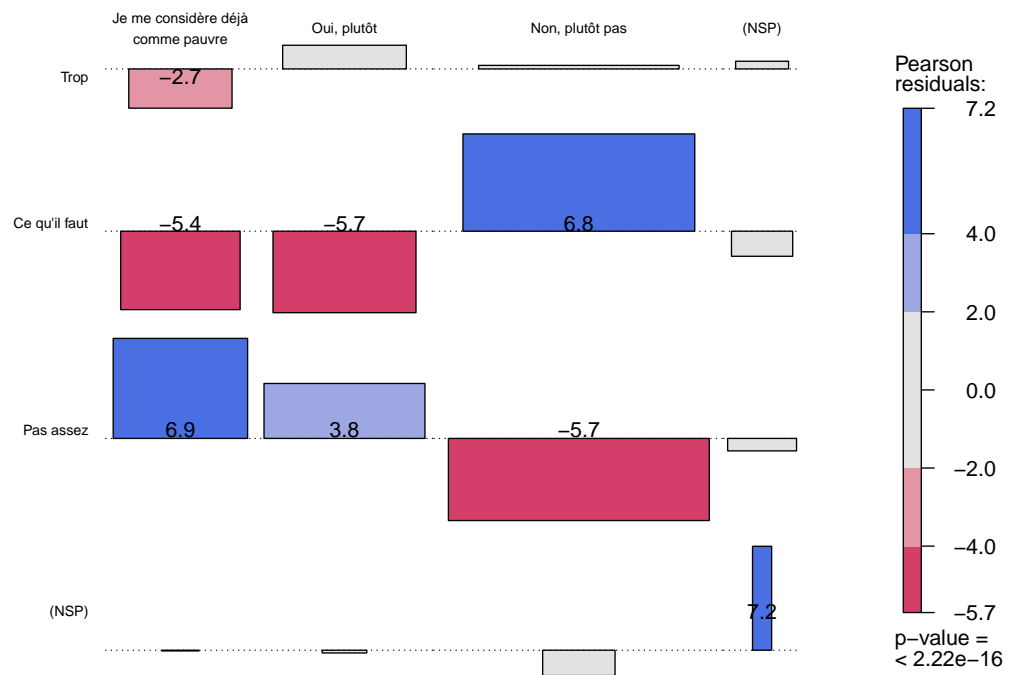 Je me considère déjà
comme pauvre
Oui, plutôt
Non, plutôt pas
(NSP)
Trop
−2.7
Ce qu'il faut
−5.4
−5.7
6.8
Pas assez
6.9
3.8
−5.7
(NSP)
7.2
Pearson
residuals:
7.2
4.0
2.0
0.0
−2.0
−4.0
−5.7
p−value =
< 2.22e−16